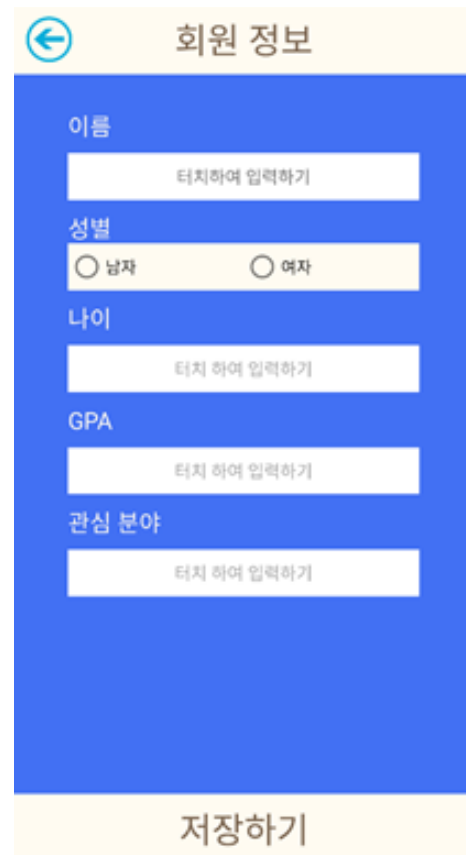 회원 정보
이름
터치하여 입력하기
성별
남자 여자
나이
터치 하여 입력하기
GPA
터치 하여 입력하기
관심 분야
터치 하여 입력하기
저장하기